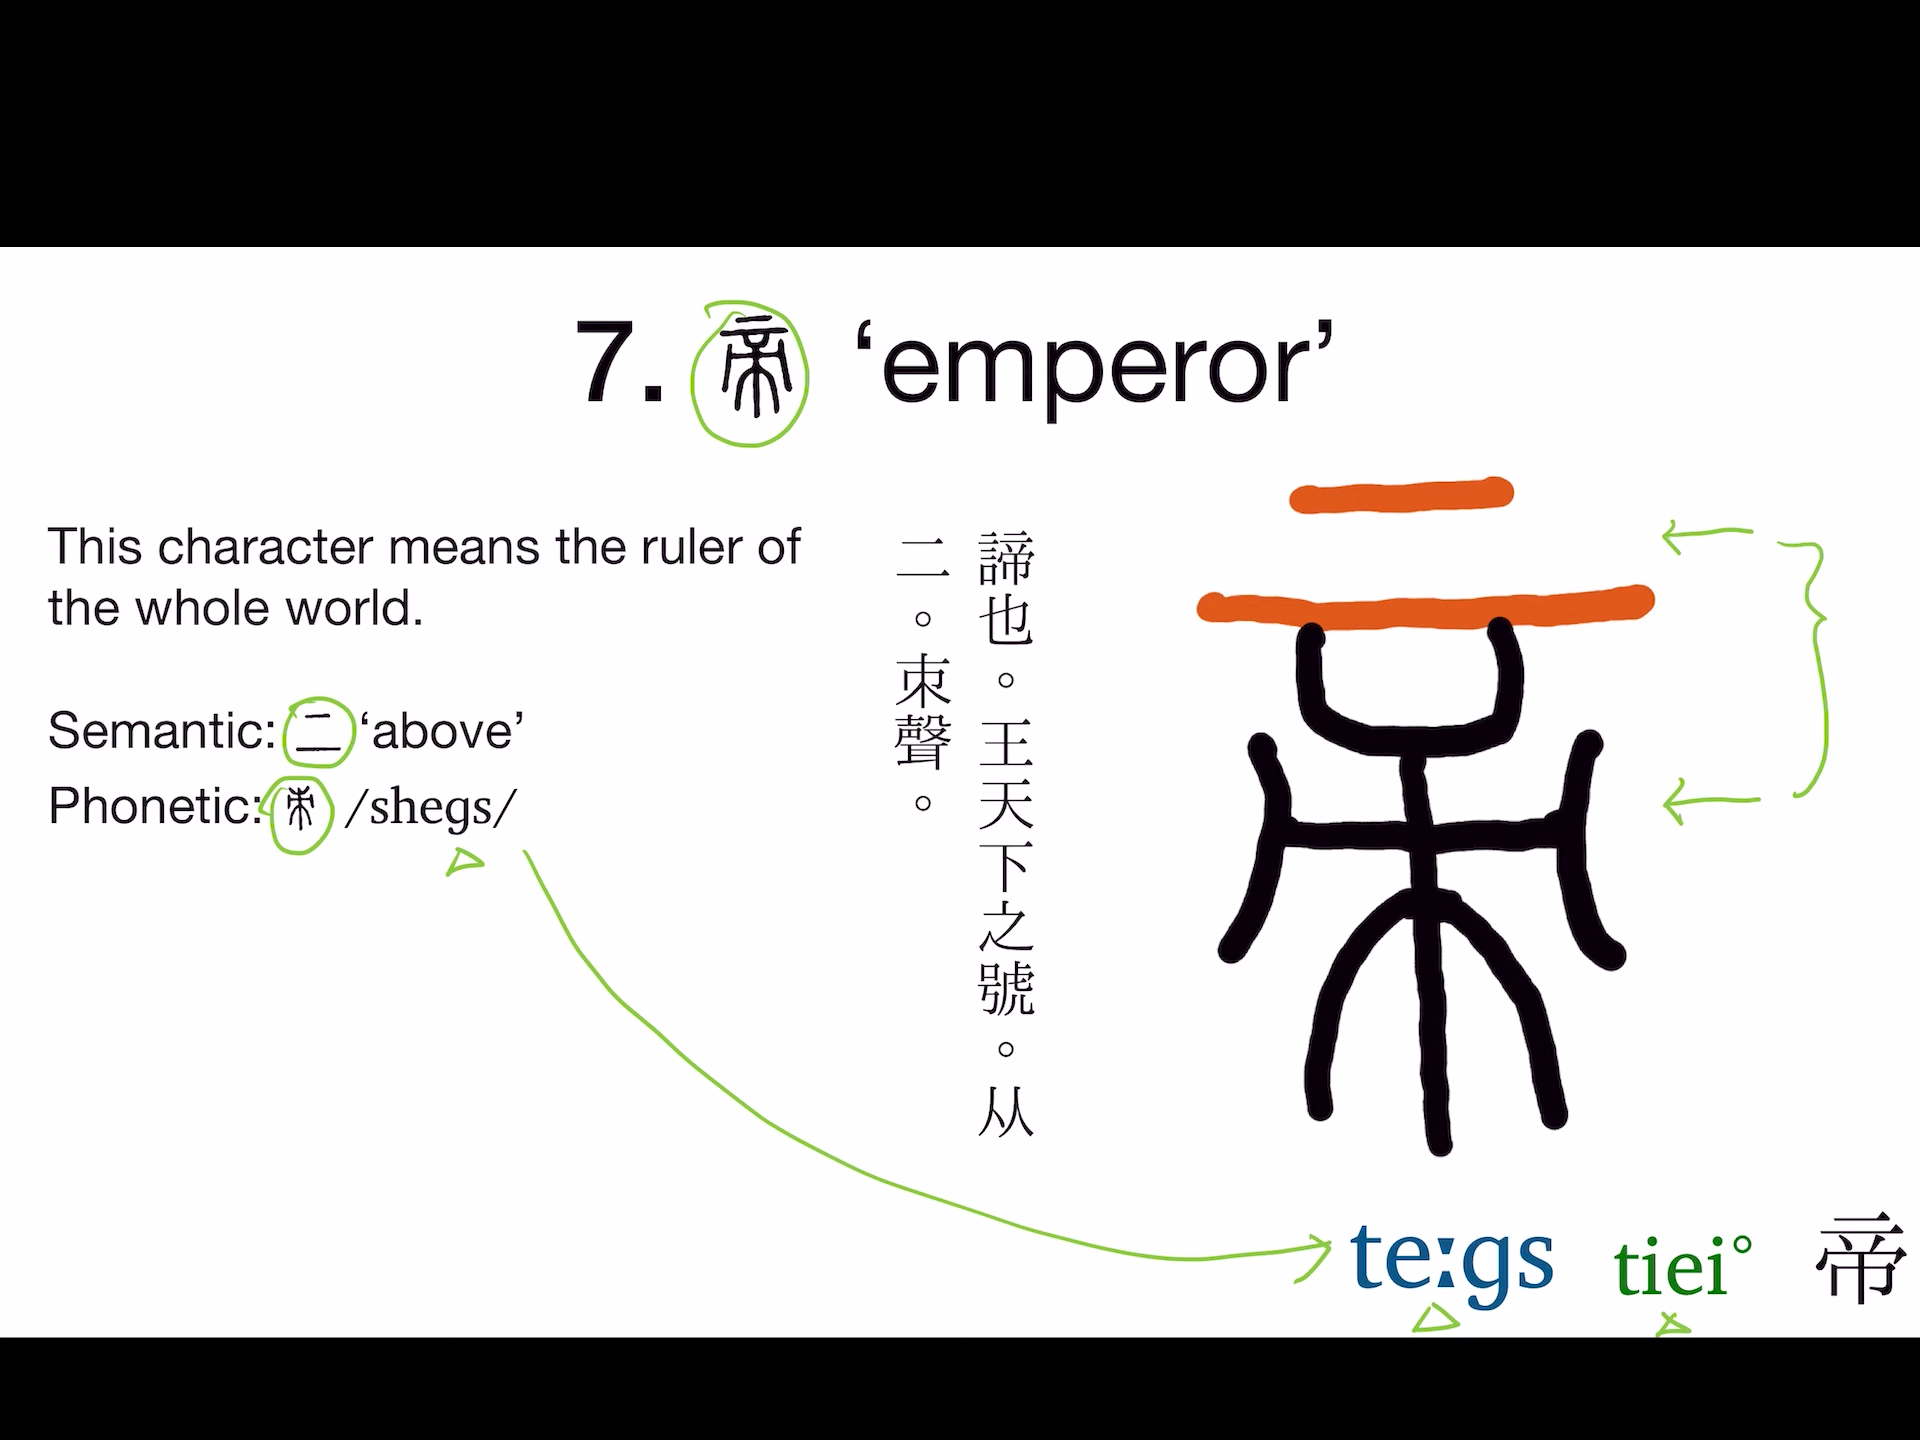 7. 帝 ‘emperor’
This character means the ruler of
the whole world.
Semantic: 二 ‘above’
Phonetic: 朿 /shegs/
諦也。王天下之號。从
二。朿聲。
te:gs tiei° 帝